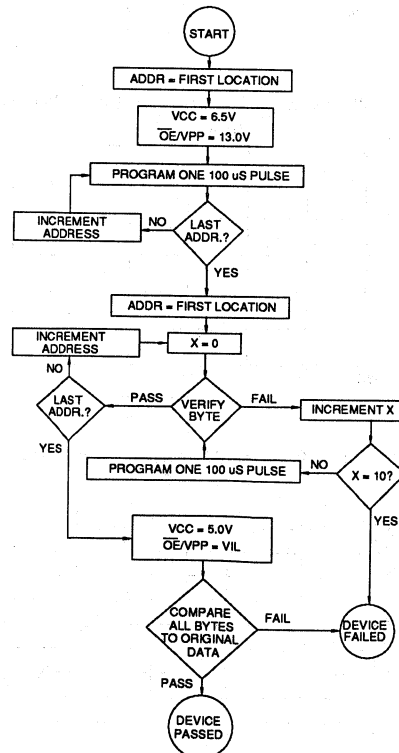 START
ADDR = FIRST LOCATION
VCC = 6.5V
OE/VPP = 13.0V
PROGRAM ONE 100 uS PULSE
INCREMENT
ADDRESS
NO
LAST
ADDR.?
YES
ADDR = FIRST LOCATION
INCREMENT
ADDRESS
X = 0
NO
LAST
ADDR.?
PASS
VERIFY
BYTE
FAIL
INCREMENT X
YES
PROGRAM ONE 100 uS PULSE
NO
X = 10?
YES
VCC = 5.0V
OE/VPP = VIL
COMPARE
ALL BYTES
TO ORIGINAL
DATA
FAIL
DEVICE
FAILED
PASS
DEVICE
PASSED